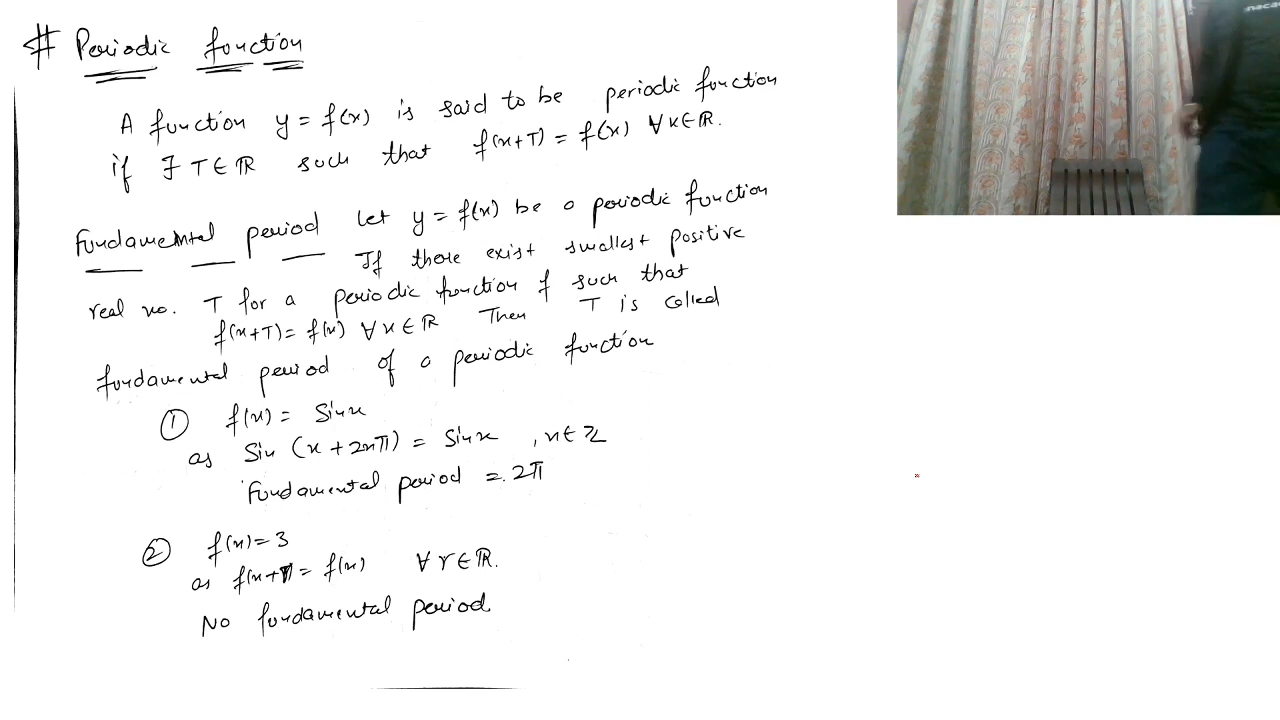 # Periodic function
A function y = f(x) is said to be periodic function
if ∃ T ∈ ℝ such that f(x+T) = f(x) ∀ x ∈ ℝ.
Fundamental period Let y = f(x) be a periodic function
If there exist smallest positive
real no. T for a periodic function f such that
f(x+T) = f(x) ∀ x ∈ ℝ Then T is called
fundamental period of a periodic function
① f(x) = Sinx
as Sin (x + 2nπ) = Sinx , n ∈ ℤ
Fundamental period = 2π
② f(x) = 3
as f(x+ = f(x) ∀ r ∈ ℝ.
No fundamental period